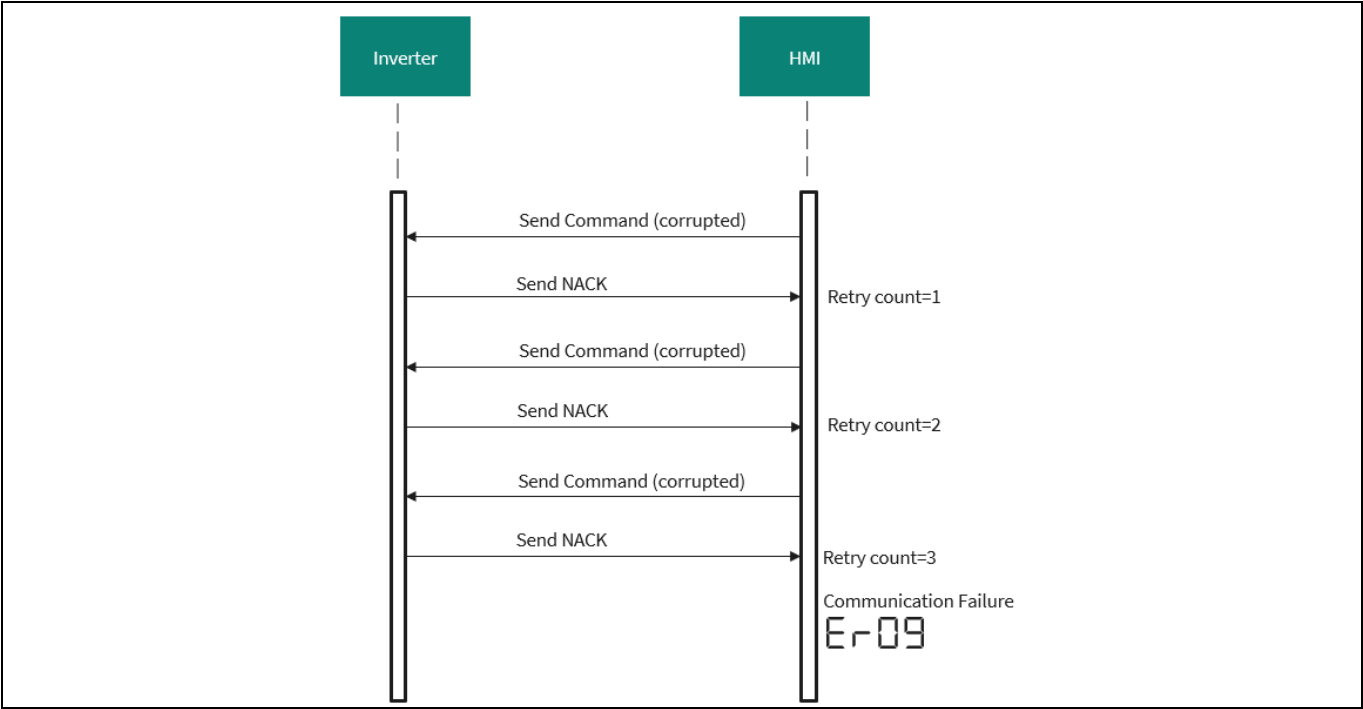 Inverter
HMI
Send Command (corrupted)
Send NACK
Retry count=1
Send Command (corrupted)
Send NACK
Retry count=2
Send Command (corrupted)
Send NACK
Retry count=3
Communication Failure
Er09